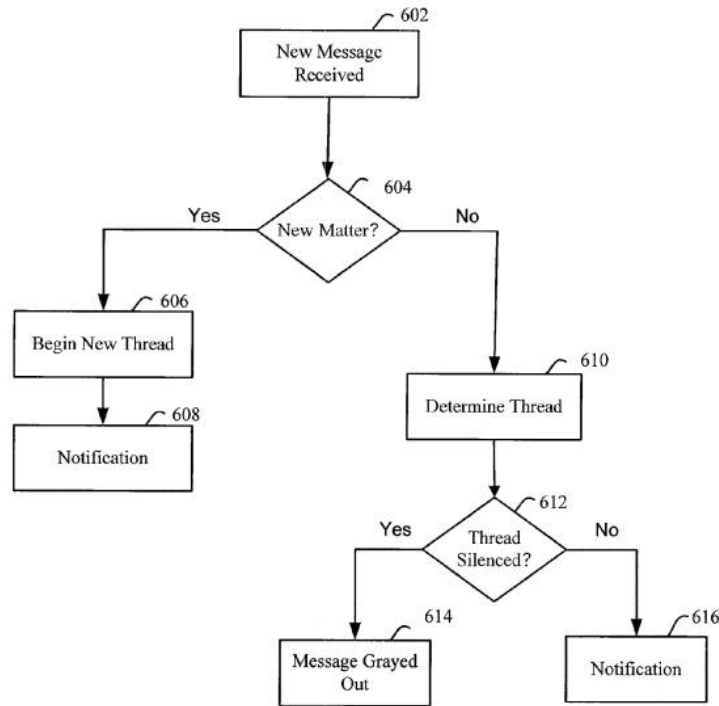 602
New Message
Received
604
Yes
New Matter?
No
606
Begin New Thread
608
Notification
610
Determine Thread
612
Yes
Thread
Silenced?
No
614
Message Grayed
Out
616
Notification